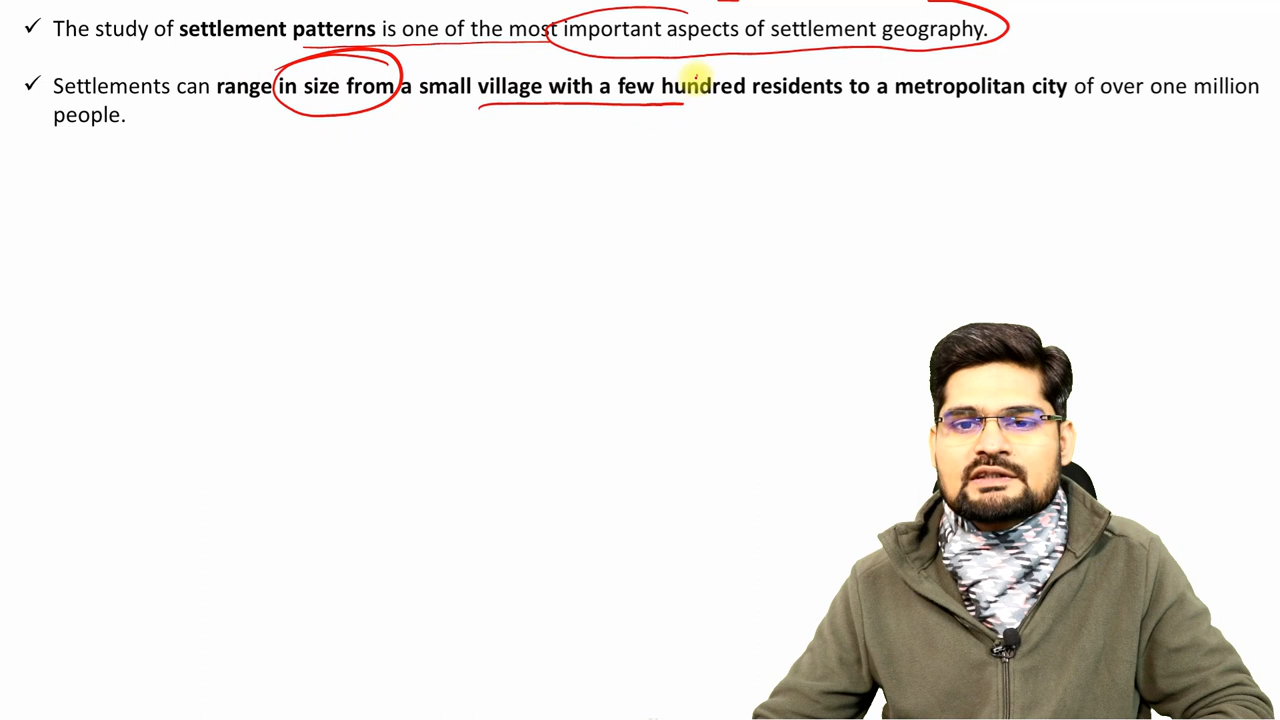 ✓ The study of settlement patterns is one of the most important aspects of settlement geography.
✓ Settlements can range in size from a small village with a few hundred residents to a metropolitan city of over one million
people.